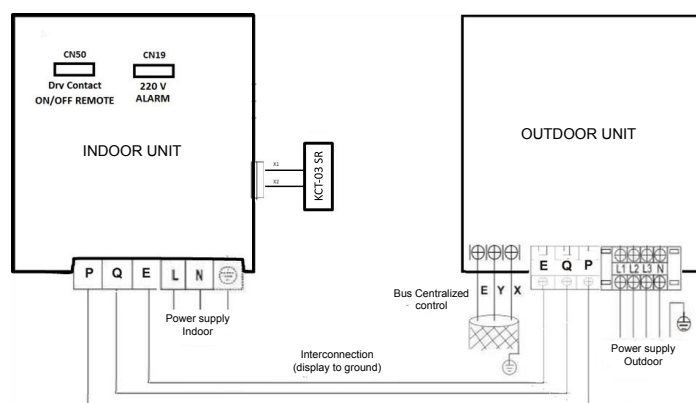 CN50
Dry Contact
ON/OFF REMOTE
CN19
220 V
ALARM
INDOOR UNIT
X1
X2
KCT-03 SR
P Q E L N
Power supply
Indoor
OUTDOOR UNIT
E Y X
Bus Centralized
control
E Q P
L1 L2 L3 N
Power supply
Outdoor
Interconnection
(display to ground)